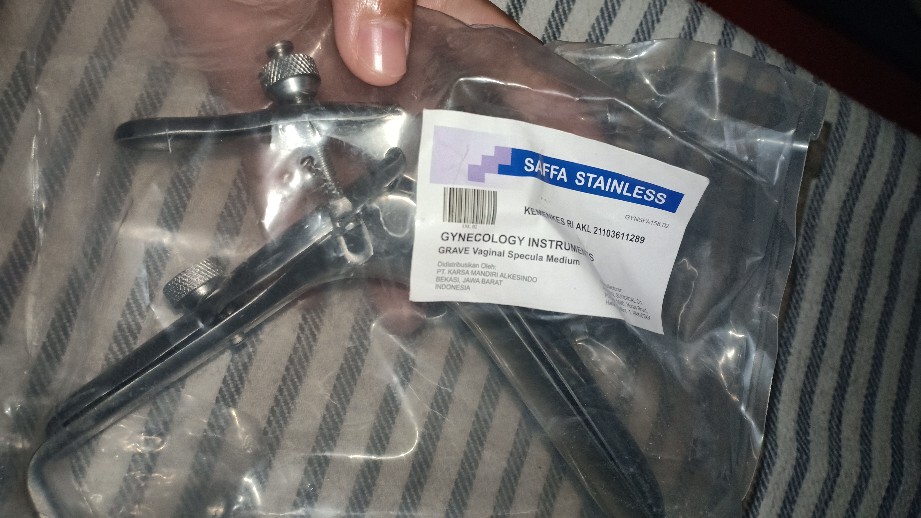 SAFFA STAINLESS
KEMENKES RI AKL 21103611289
GYNECOLOGY INSTRUMENTS
GRAVE Vaginal Specula Medium
Didistribusikan Oleh:
PT. KARSA MANDIRI ALKESINDO
BEKASI, JAWA BARAT
INDONESIA